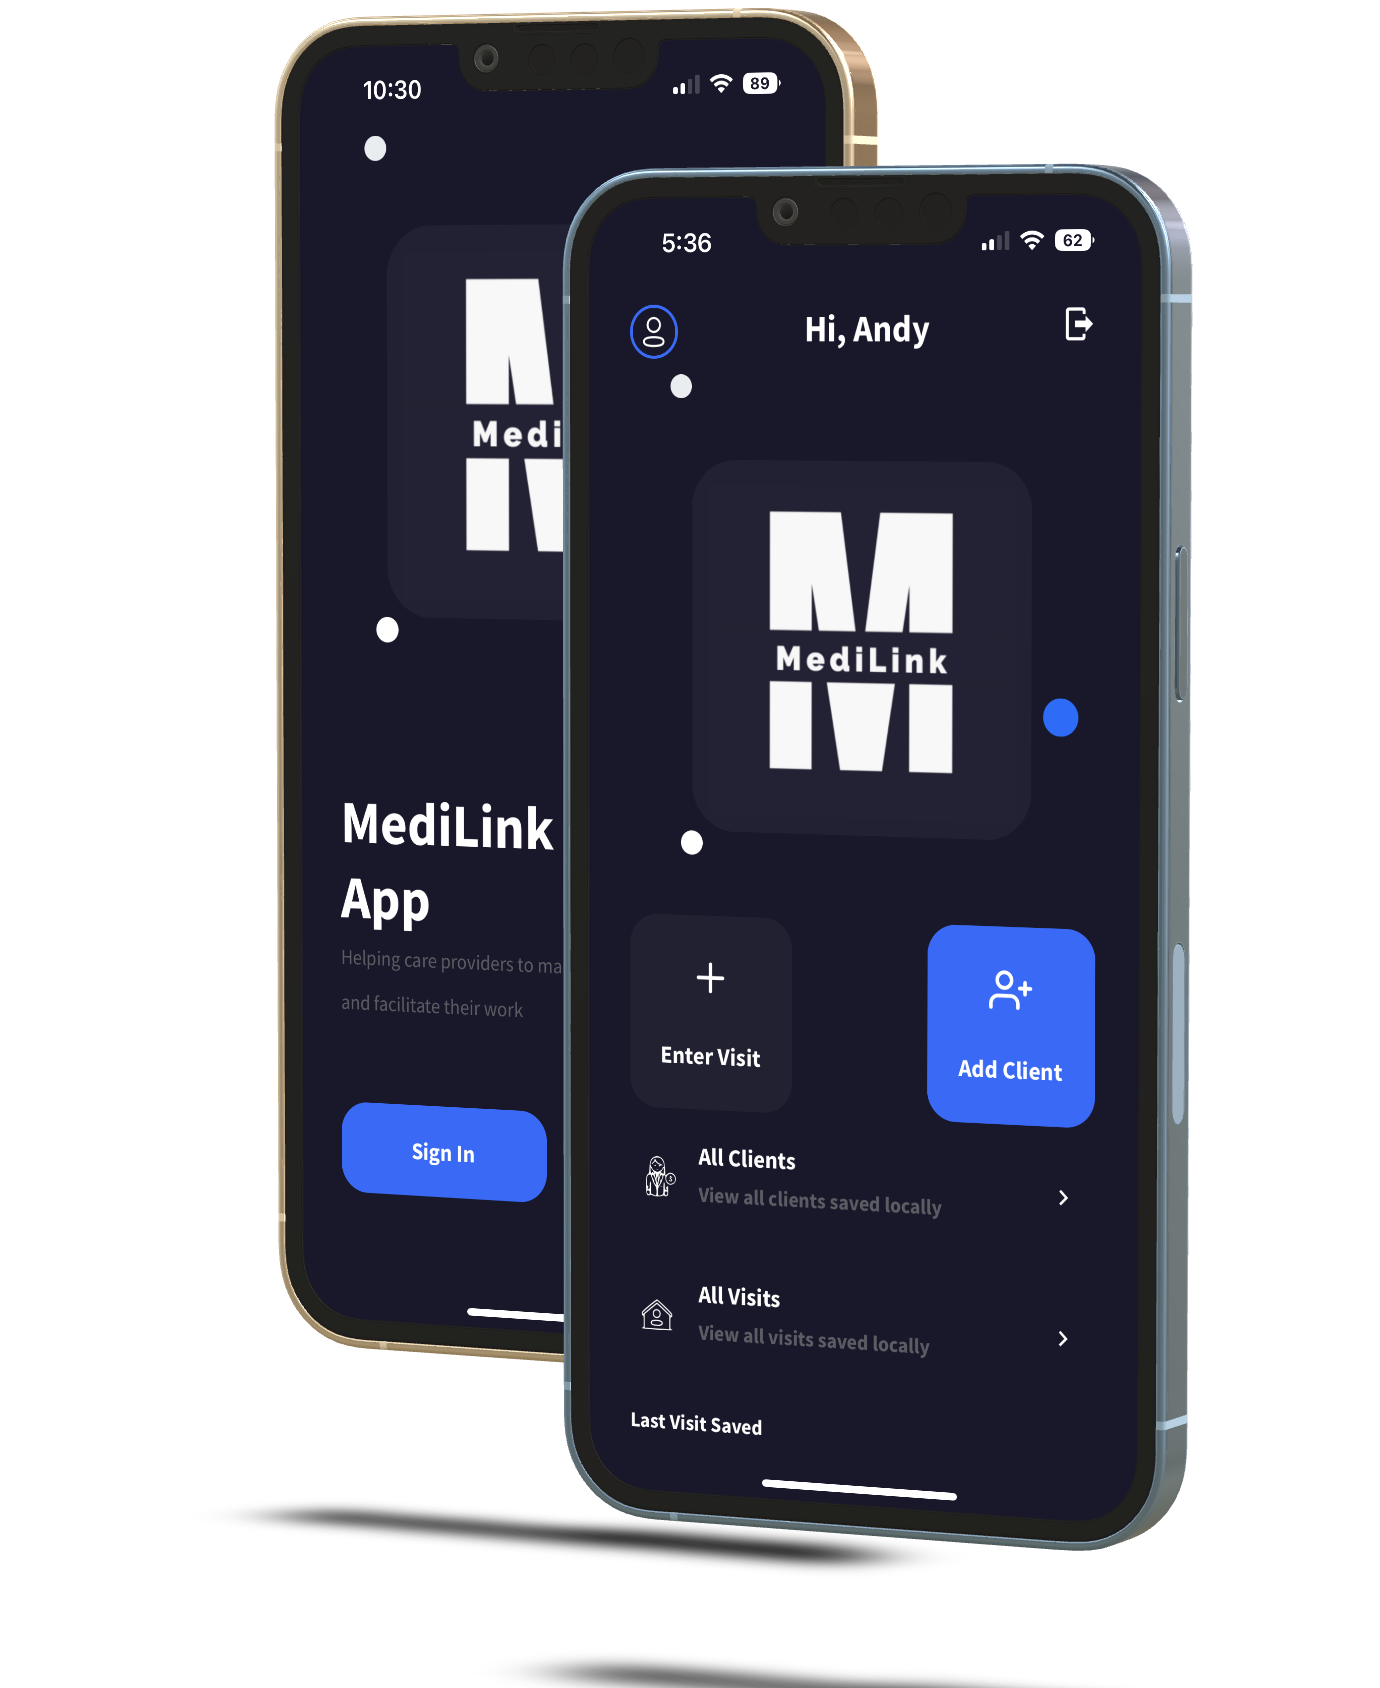 10:30
89
Medi
MediLink
App
Helping care providers to ma
and facilitate their work
Sign In
5:36
62
Hi, Andy
MediLink
Enter Visit
Add Client
All Clients
View all clients saved locally
All Visits
View all visits saved locally
Last Visit Saved